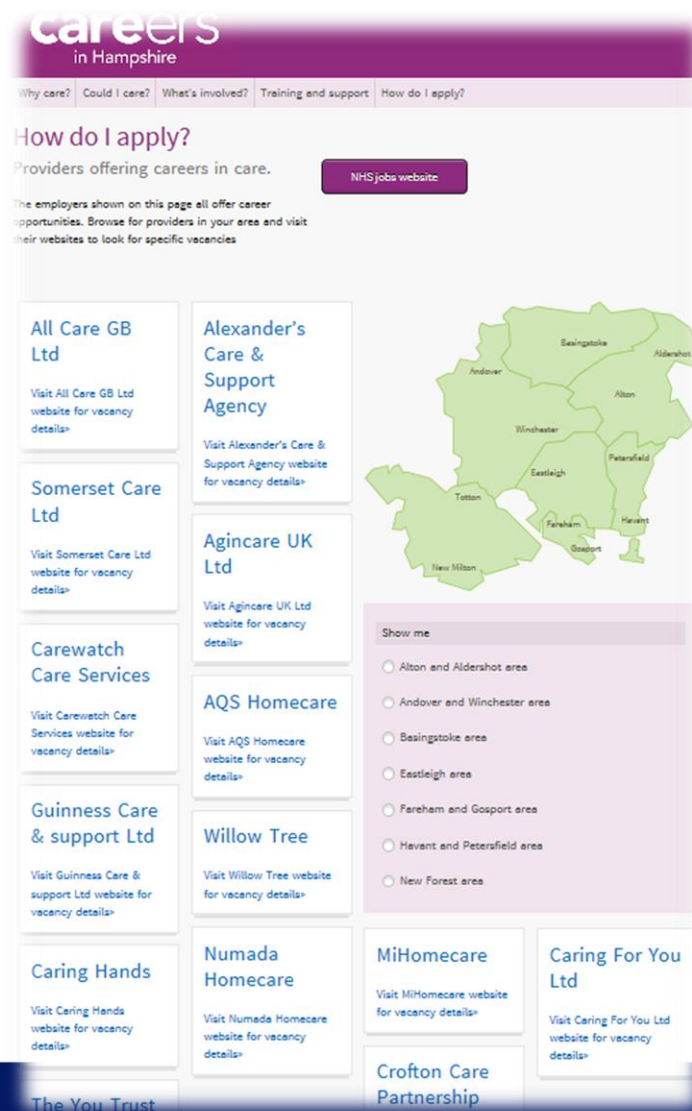 careers
in Hampshire
Why care?
Could I care?
What's involved?
Training and support
How do I apply?
How do I apply?
Providers offering careers in care.
NHS jobs website
The employers shown on this page all offer career
opportunities. Browse for providers in your area and visit
their websites to look for specific vacancies
All Care GB
Ltd
Visit All Care GB Ltd
website for vacancy
details»
Somerset Care
Ltd
Visit Somerset Care Ltd
website for vacancy
details»
Carewatch
Care Services
Visit Carewatch Care
Services website for
vacancy details»
Guinness Care
& support Ltd
Visit Guinness Care &
support Ltd website for
vacancy details»
Caring Hands
Visit Caring Hands
website for vacancy
details»
The You Trust
Alexander's
Care &
Support
Agency
Visit Alexander's Care &
Support Agency website
for vacancy details»
Agincare UK
Ltd
Visit Agincare UK Ltd
website for vacancy
details»
AQS Homecare
Visit AQS Homecare
website for vacancy
details»
Willow Tree
Visit Willow Tree website
for vacancy details»
Numada
Homecare
Visit Numada Homecare
website for vacancy
details»
Basingstoke
Aldershot
Andover
Alton
Winchester
Petersfield
Eastleigh
Totton
Fareham
Havant
Gosport
New Milton
Show me
Alton and Aldershot area
Andover and Winchester area
Basingstoke area
Eastleigh area
Fareham and Gosport area
Havant and Petersfield area
New Forest area
MiHomecare
Visit MiHomecare website
for vacancy details»
Crofton Care
Partnership
Caring For You
Ltd
Visit Caring For You Ltd
website for vacancy
details»